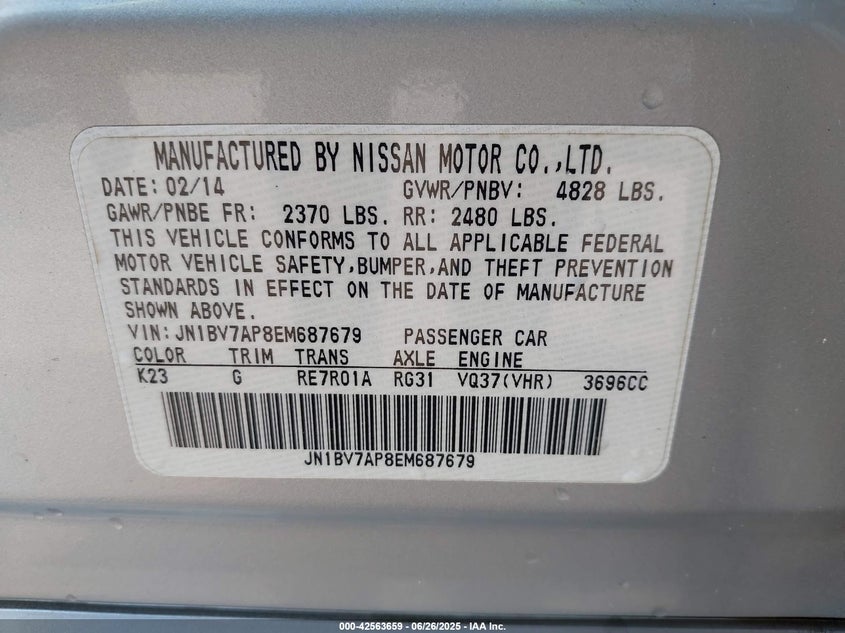 MANUFACTURED BY NISSAN MOTOR CO.,LTD.
DATE: 02/14 GVWR/PNBV: 4828 LBS.
GAWR/PNBE FR: 2370 LBS. RR: 2480 LBS.
THIS VEHICLE CONFORMS TO ALL APPLICABLE FEDERAL
MOTOR VEHICLE SAFETY,BUMPER,AND THEFT PREVENTION
STANDARDS IN EFFECT ON THE DATE OF MANUFACTURE
SHOWN ABOVE.
VIN: JN1BV7AP8EM687679 PASSENGER CAR
COLOR TRIM TRANS AXLE ENGINE
K23 G RE7R01A RG31 VQ37(VHR) 3696CC
JN1BV7AP8EM687679
000-42563659 - 06/26/2025 - IAA Inc.